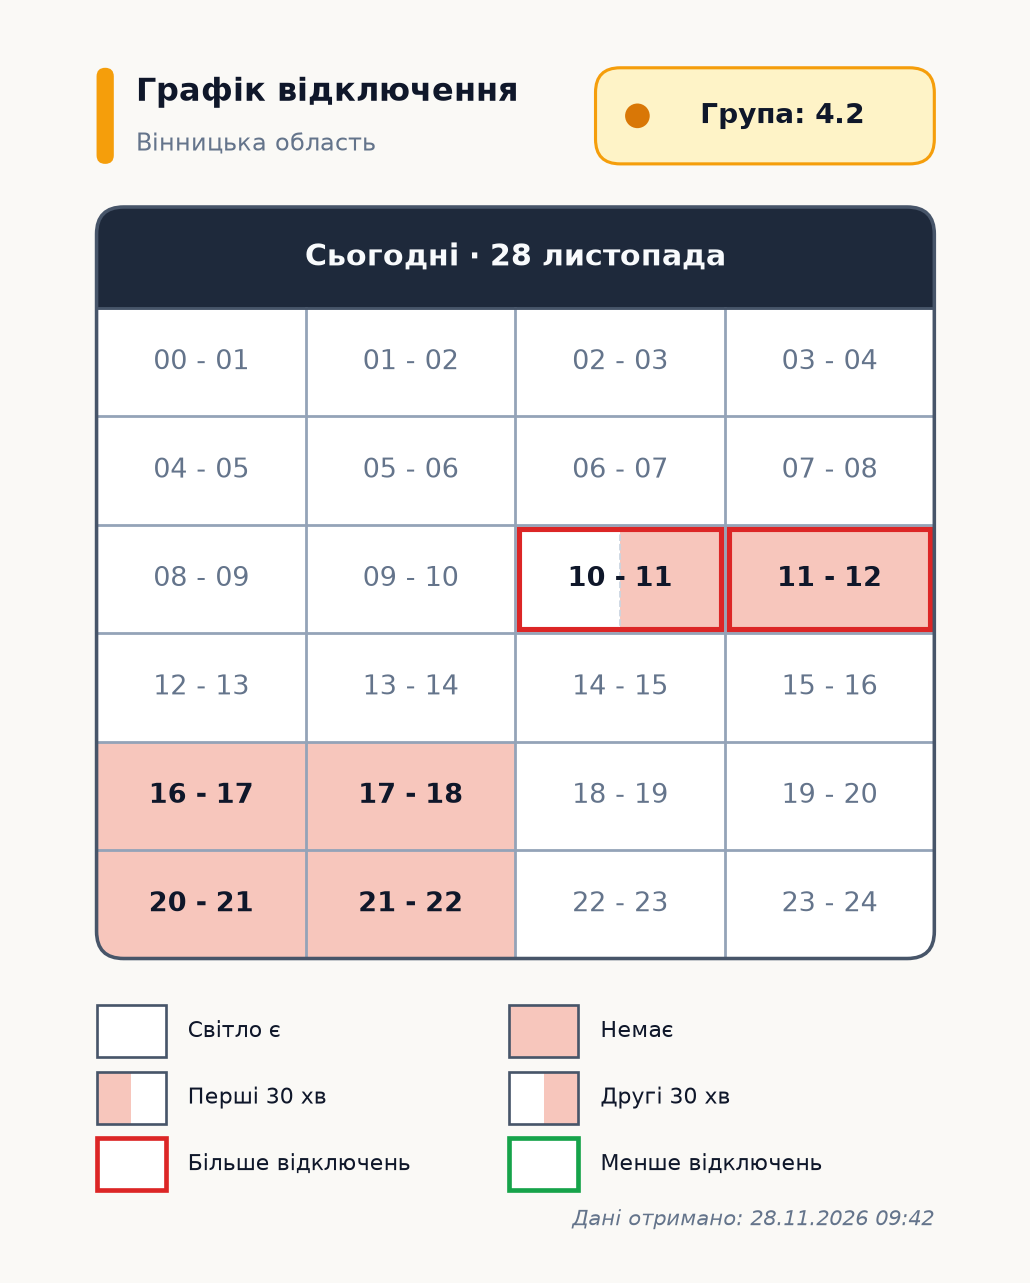 Графік відключення
Вінницька область
Група: 4.2
Сьогодні · 28 листопада
00 - 01 01 - 02 02 - 03 03 - 04
04 - 05 05 - 06 06 - 07 07 - 08
08 - 09 09 - 10 10 - 11 11 - 12
12 - 13 13 - 14 14 - 15 15 - 16
16 - 17 17 - 18 18 - 19 19 - 20
20 - 21 21 - 22 22 - 23 23 - 24
Світло є Немає
Перші 30 хв Другі 30 хв
Більше відключень Менше відключень
Дані отримано: 28.11.2026 09:42